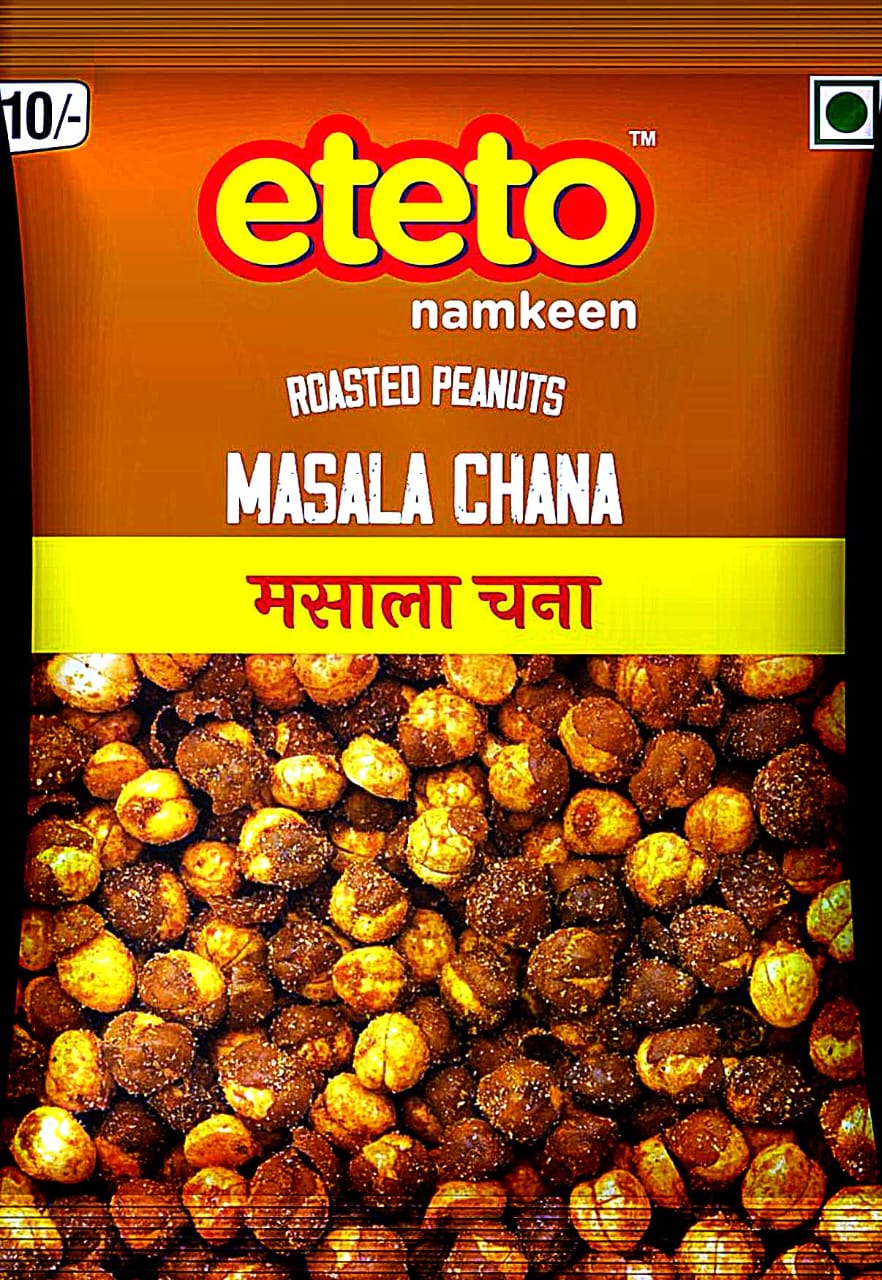 10/-
eteto TM
namkeen
ROASTED PEANUTS
MASALA CHANA
मसाला चना